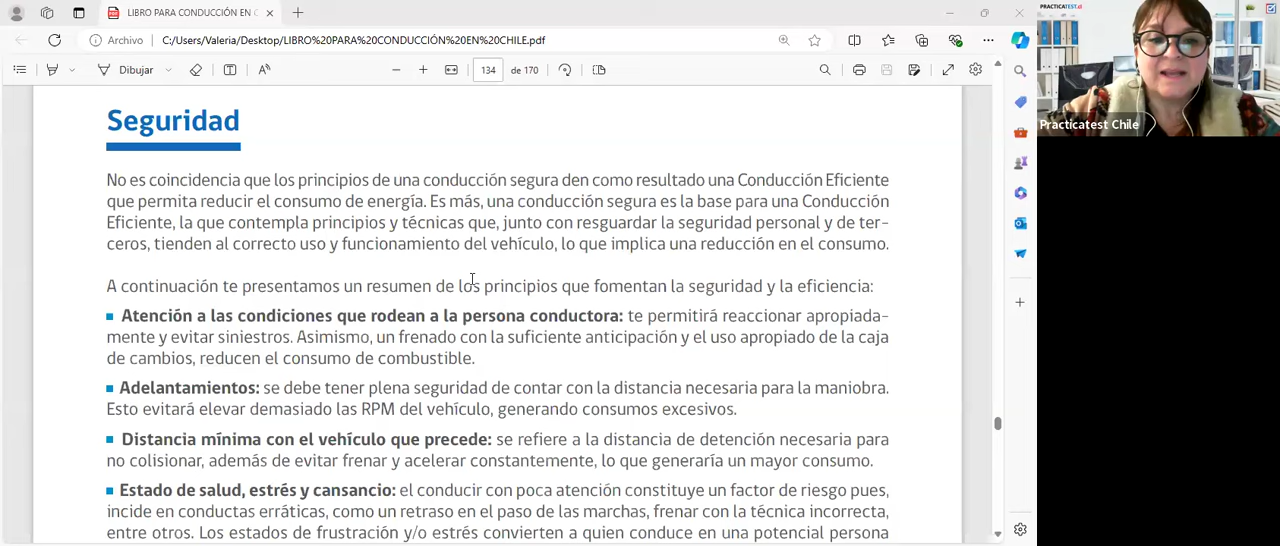 LIBRO PARA CONDUCCIÓN EN C
Archivo C:/Users/Valeria/Desktop/LIBRO%20PARA%20CONDUCCIÓN%20EN%20CHILE.pdf
Dibujar
134 de 170
PRACTICATEST.cl
Practicatest Chile
Seguridad
No es coincidencia que los principios de una conducción segura den como resultado una Conducción Eficiente
que permita reducir el consumo de energía. Es más, una conducción segura es la base para una Conducción
Eficiente, la que contempla principios y técnicas que, junto con resguardar la seguridad personal y de ter-
ceros, tienden al correcto uso y funcionamiento del vehículo, lo que implica una reducción en el consumo.
A continuación te presentamos un resumen de los principios que fomentan la seguridad y la eficiencia:
Atención a las condiciones que rodean a la persona conductora: te permitirá reaccionar apropiada-
mente y evitar siniestros. Asimismo, un frenado con la suficiente anticipación y el uso apropiado de la caja
de cambios, reducen el consumo de combustible.
Adelantamientos: se debe tener plena seguridad de contar con la distancia necesaria para la maniobra.
Esto evitará elevar demasiado las RPM del vehículo, generando consumos excesivos.
Distancia mínima con el vehículo que precede: se refiere a la distancia de detención necesaria para
no colisionar, además de evitar frenar y acelerar constantemente, lo que generaría un mayor consumo.
Estado de salud, estrés y cansancio: el conducir con poca atención constituye un factor de riesgo pues,
incide en conductas erráticas, como un retraso en el paso de las marchas, frenar con la técnica incorrecta,
entre otros. Los estados de frustración y/o estrés convierten a quien conduce en una potencial persona